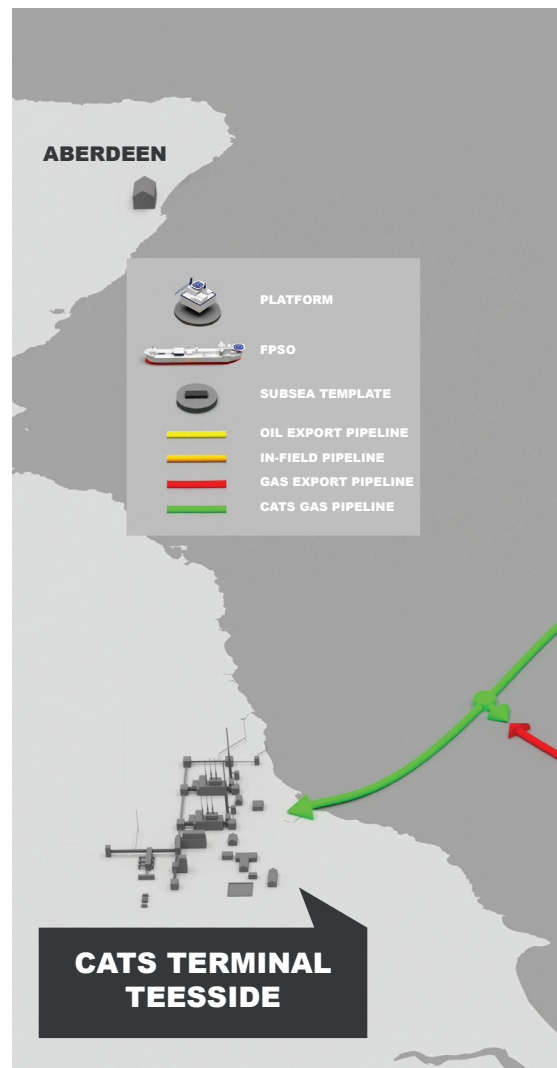 ABERDEEN
PLATFORM
FPSO
SUBSEA TEMPLATE
OIL EXPORT PIPELINE
IN-FIELD PIPELINE
GAS EXPORT PIPELINE
CATS GAS PIPELINE
CATS TERMINAL
TEESSIDE